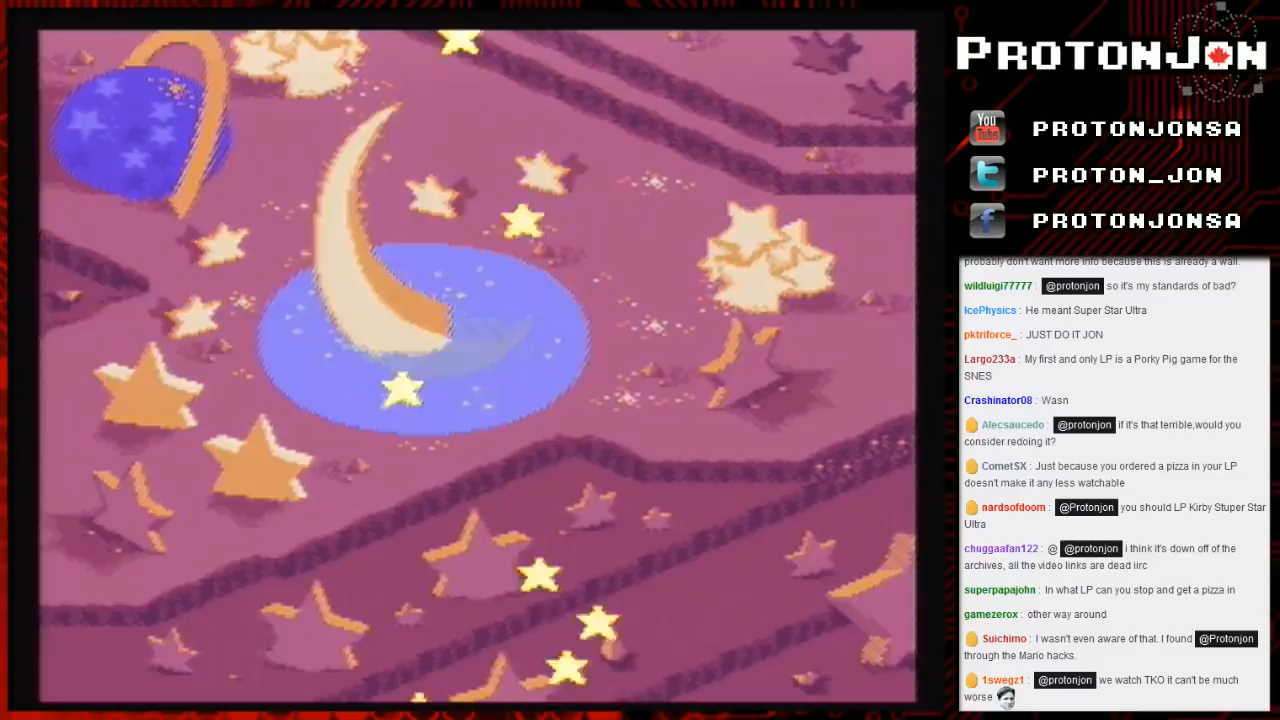 PROTONJON
You Tube PROTONJONSA
t PROTON_JON
f PROTONJONSA
probably don't want more info because this is already a wall.
wildluigi77777 : @protonjon so it's my standards of bad?
IcePhysics : He meant Super Star Ultra
pktriforce_ : JUST DO IT JON
Largo233a : My first and only LP is a Porky Pig game for the
SNES
Crashinator08 : Wasn
Alecsaucedo : @protonjon if it's that terrible,would you
consider redoing it?
CometSX : Just because you ordered a pizza in your LP
doesn't make it any less watchable
nardsofdoom : @Protonjon you should LP Kirby Stuper Star
Ultra
chuggaafan122 : @ @protonjon i think it's down off of the
archives, all the video links are dead iirc
superpapajohn : In what LP can you stop and get a pizza in
gamezerox : other way around
Suichimo : I wasn't even aware of that. I found @Protonjon
through the Mario hacks.
1swegz1 : @protonjon we watch TKO it can't be much
worse